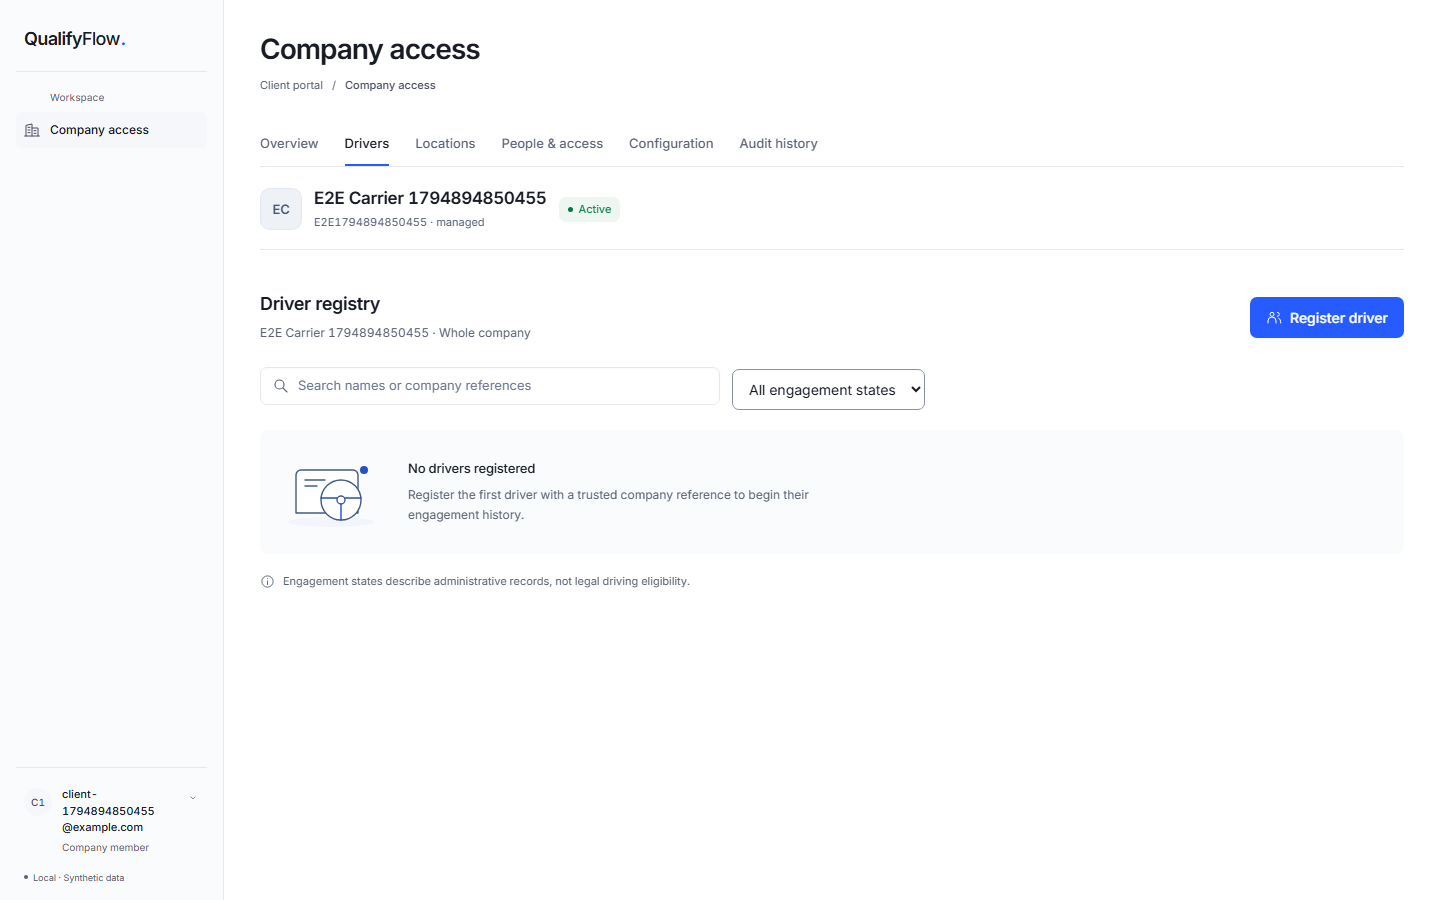 QualifyFlow.
Workspace
Company access
Company access
Client portal / Company access
Overview Drivers Locations People & access Configuration Audit history
EC
E2E Carrier 1794894850455
Active
E2E1794894850455 · managed
Driver registry
E2E Carrier 1794894850455 · Whole company
Register driver
Search names or company references
All engagement states
No drivers registered
Register the first driver with a trusted company reference to begin their
engagement history.
Engagement states describe administrative records, not legal driving eligibility.
C1
client-
1794894850455
@example.com
Company member
Local · Synthetic data